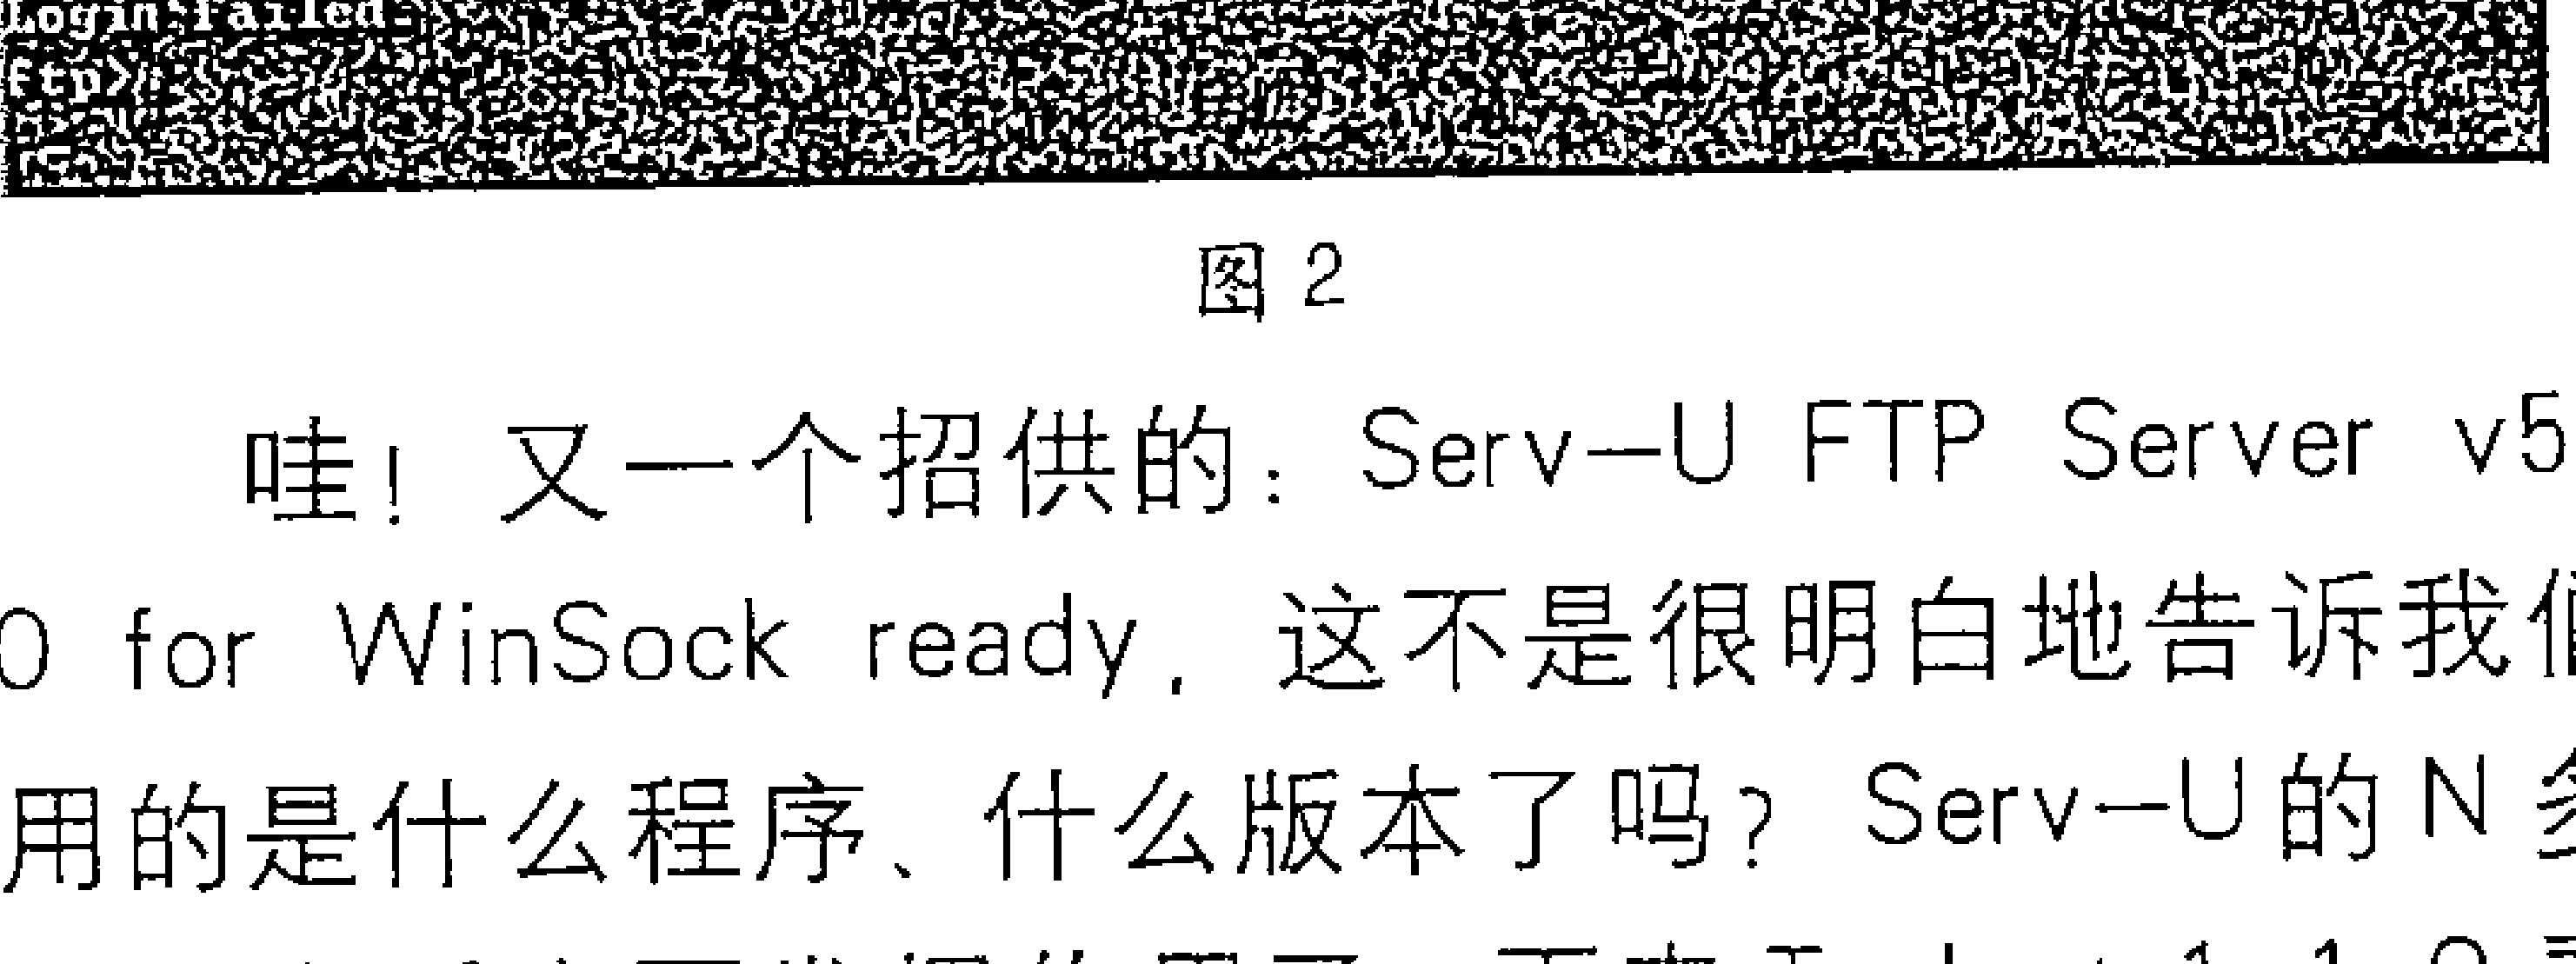 Login failed
ftp>
图 2
哇！又一个招供的：Serv-U FTP Server v5
0 for WinSock ready. 这不是很明白地告诉我们
用的是什么程序、什么版本了吗？Serv-U的N多